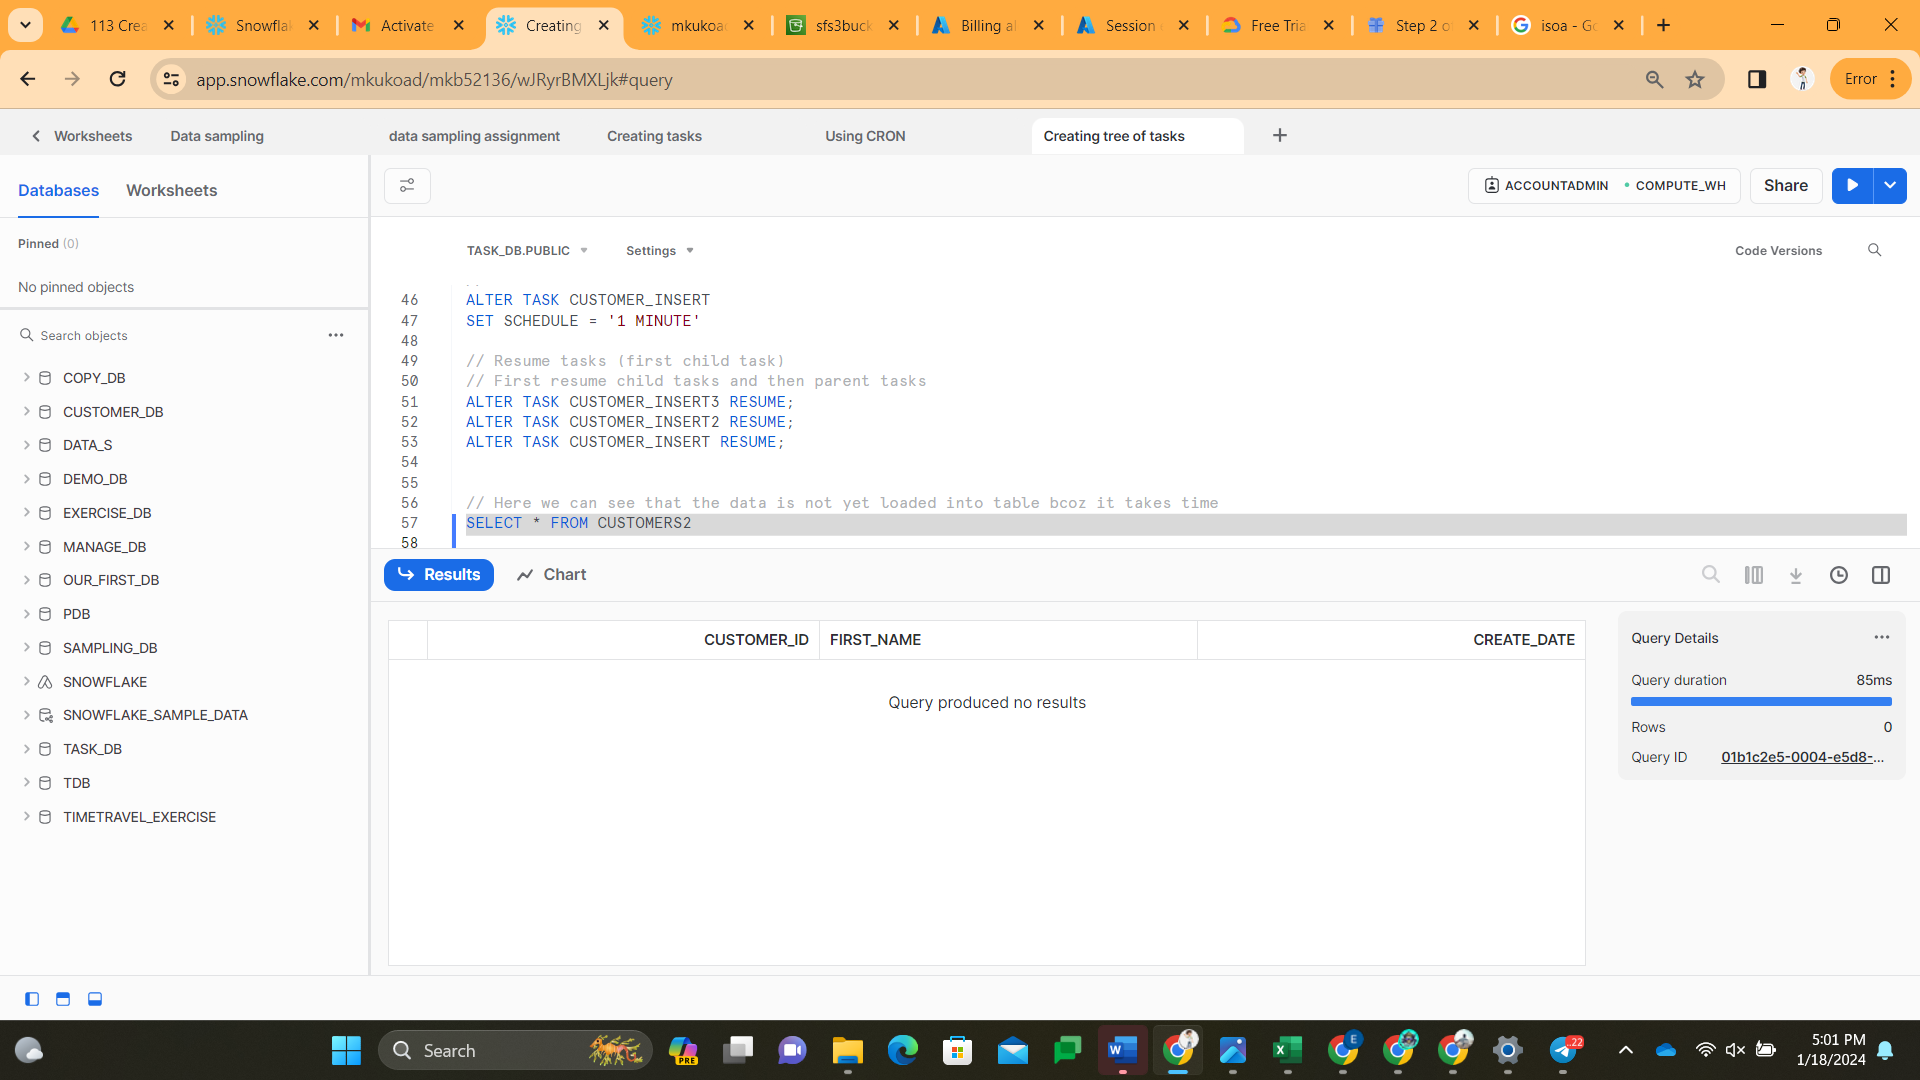 113 Crea
Snowflak
Activate
Creating
mkukoad
sfs3buck
Billing al
Session
Free Tria
Step 2 o
isoa - Go
app.snowflake.com/mkukoad/mkb52136/wJRyrBMXLjk#query
Error
Worksheets
Data sampling
data sampling assignment
Creating tasks
Using CRON
Creating tree of tasks
Databases
Worksheets
ACCOUNTADMIN
COMPUTE_WH
Share
Pinned (0)
No pinned objects
TASK_DB.PUBLIC
Settings
Code Versions
Search objects
COPY_DB
CUSTOMER_DB
DATA_S
DEMO_DB
EXERCISE_DB
MANAGE_DB
OUR_FIRST_DB
PDB
SAMPLING_DB
SNOWFLAKE
SNOWFLAKE_SAMPLE_DATA
TASK_DB
TDB
TIMETRAVEL_EXERCISE
46 ALTER TASK CUSTOMER_INSERT
47 SET SCHEDULE = '1 MINUTE'
48
49 // Resume tasks (first child task)
50 // First resume child tasks and then parent tasks
51 ALTER TASK CUSTOMER_INSERT3 RESUME;
52 ALTER TASK CUSTOMER_INSERT2 RESUME;
53 ALTER TASK CUSTOMER_INSERT RESUME;
54
55
56 // Here we can see that the data is not yet loaded into table bcoz it takes time
57 SELECT * FROM CUSTOMERS2
58
Results
Chart
CUSTOMER_ID FIRST_NAME CREATE_DATE
Query produced no results
Query Details
Query duration 85ms
Rows 0
Query ID 01b1c2e5-0004-e5d8-...
Search
PRE
E
22
5:01 PM
1/18/2024